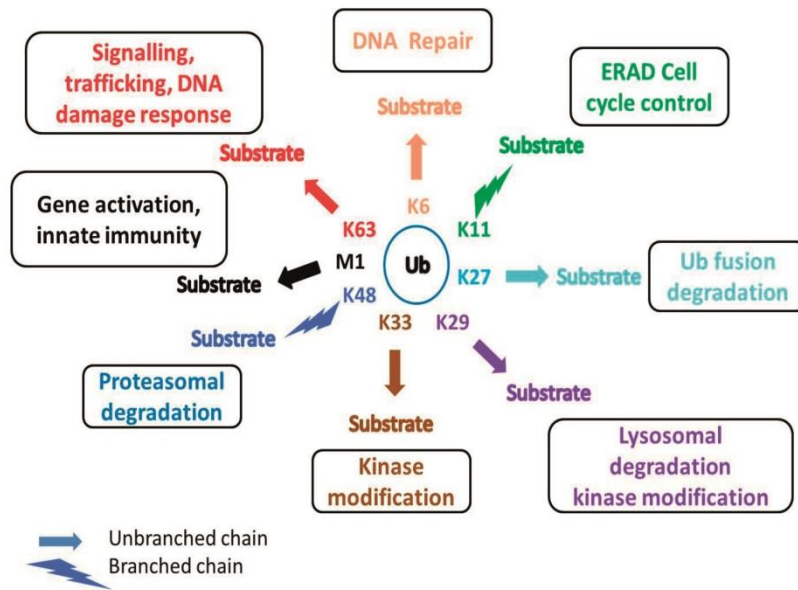 DNA Repair
Signalling,
trafficking, DNA
damage response
ERAD Cell
cycle control
Substrate
Substrate
Substrate
Gene activation,
innate immunity
K6
K63
K11
M1
Ub
K27
Substrate
Ub fusion
degradation
Substrate
K48
K33
K29
Substrate
Proteasomal
degradation
Substrate
Substrate
Kinase
modification
Lysosomal
degradation
kinase modification
Unbranched chain
Branched chain